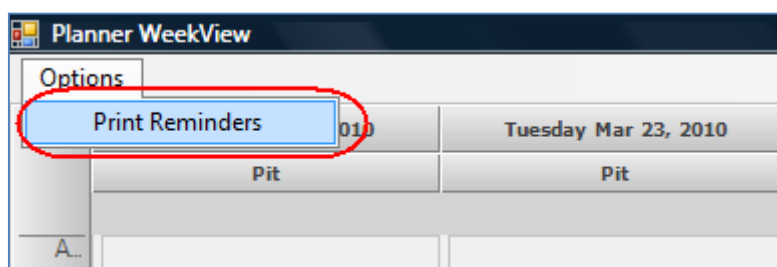 Planner WeekView
Options
Print Reminders
010 Tuesday Mar 23, 2010
Pit Pit
A...